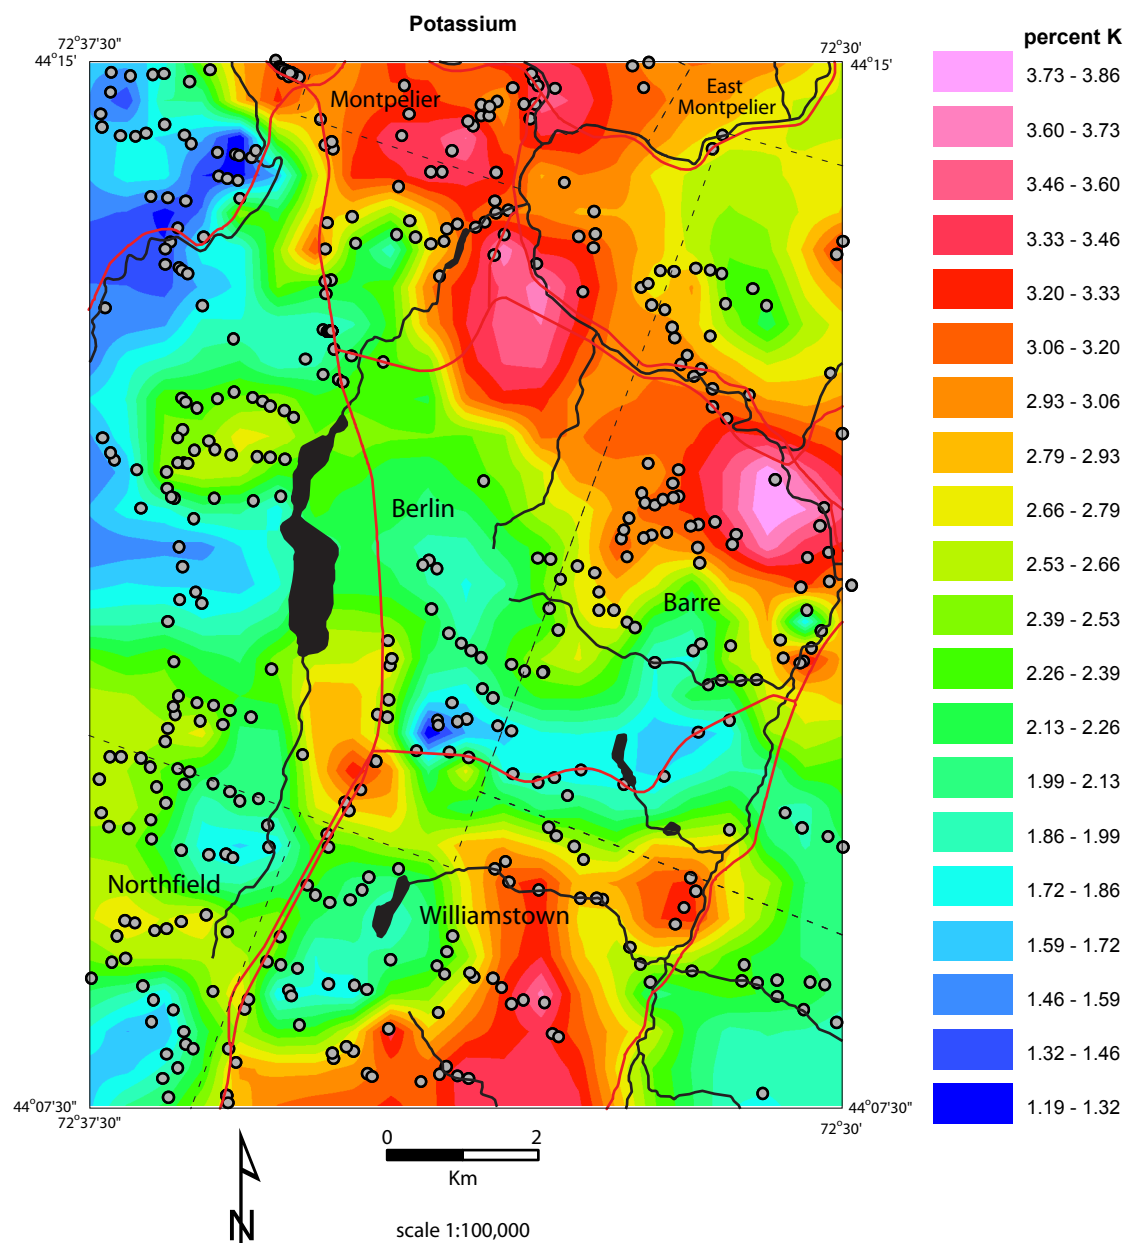 Potassium
72°37'30"
44°15'
72°30'
44°15'
percent K
3.73 - 3.86
3.60 - 3.73
3.46 - 3.60
3.33 - 3.46
3.20 - 3.33
3.06 - 3.20
2.93 - 3.06
2.79 - 2.93
2.66 - 2.79
2.53 - 2.66
2.39 - 2.53
2.26 - 2.39
2.13 - 2.26
1.99 - 2.13
1.86 - 1.99
1.72 - 1.86
1.59 - 1.72
1.46 - 1.59
1.32 - 1.46
1.19 - 1.32
Montpelier
East
Montpelier
Berlin
Barre
Northfield
Williamstown
44°07'30"
72°37'30"
44°07'30"
72°30'
0 2
Km
N
scale 1:100,000